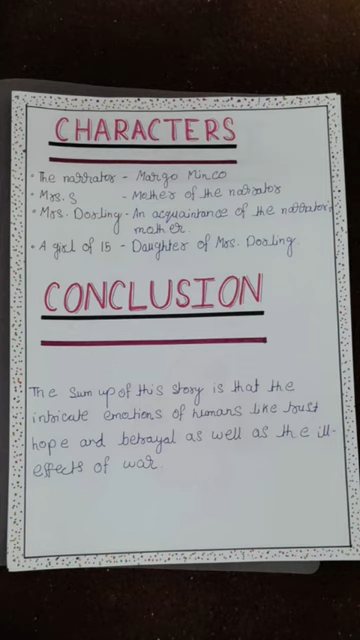 CHARACTERS
• The narrator - Margo Minco
• Mrs. S - Mother of the narrator
• Mrs. Dorling - An acquaintance of the narrator's
mother.
• A girl of 15 - Daughter of Mrs. Dorling.
CONCLUSION
The sum up of this story is that the
intricate emotions of humans like trust
hope and betrayal as well as the ill-
effects of war.